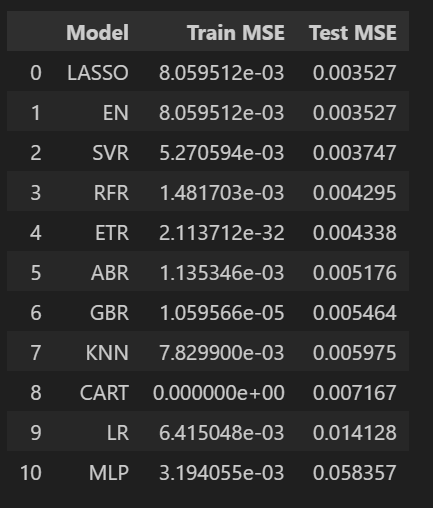 Model Train MSE Test MSE
0 LASSO 8.059512e-03 0.003527
1 EN 8.059512e-03 0.003527
2 SVR 5.270594e-03 0.003747
3 RFR 1.481703e-03 0.004295
4 ETR 2.113712e-32 0.004338
5 ABR 1.135346e-03 0.005176
6 GBR 1.059566e-05 0.005464
7 KNN 7.829900e-03 0.005975
8 CART 0.000000e+00 0.007167
9 LR 6.415048e-03 0.014128
10 MLP 3.194055e-03 0.058357